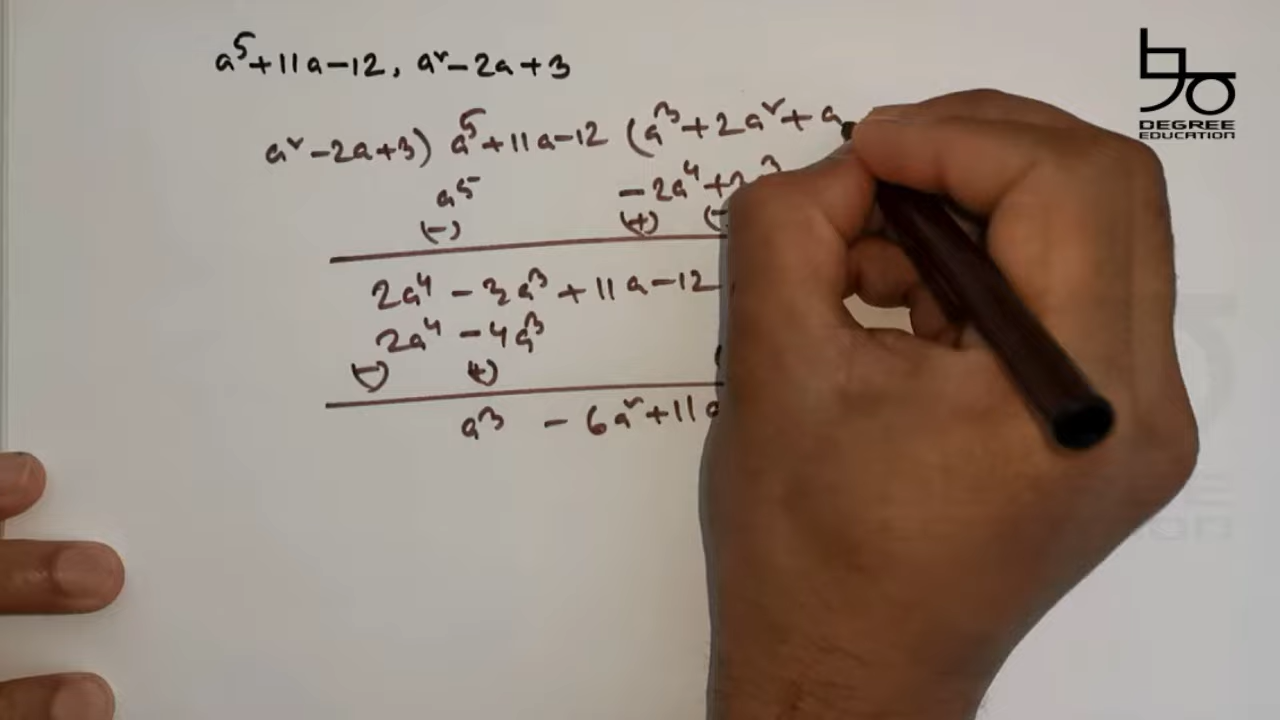 a⁵+11a-12, a²-2a+3
a²-2a+3) a⁵+11a-12 (a³+2a²+a
a⁵ -2a⁴+3a³
(-) (+) (-
2a⁴ - 3a³ + 11a - 12
2a⁴ - 4a³
(-) (+)
a³ - 6a²+11a
DEGREE
EDUCATION